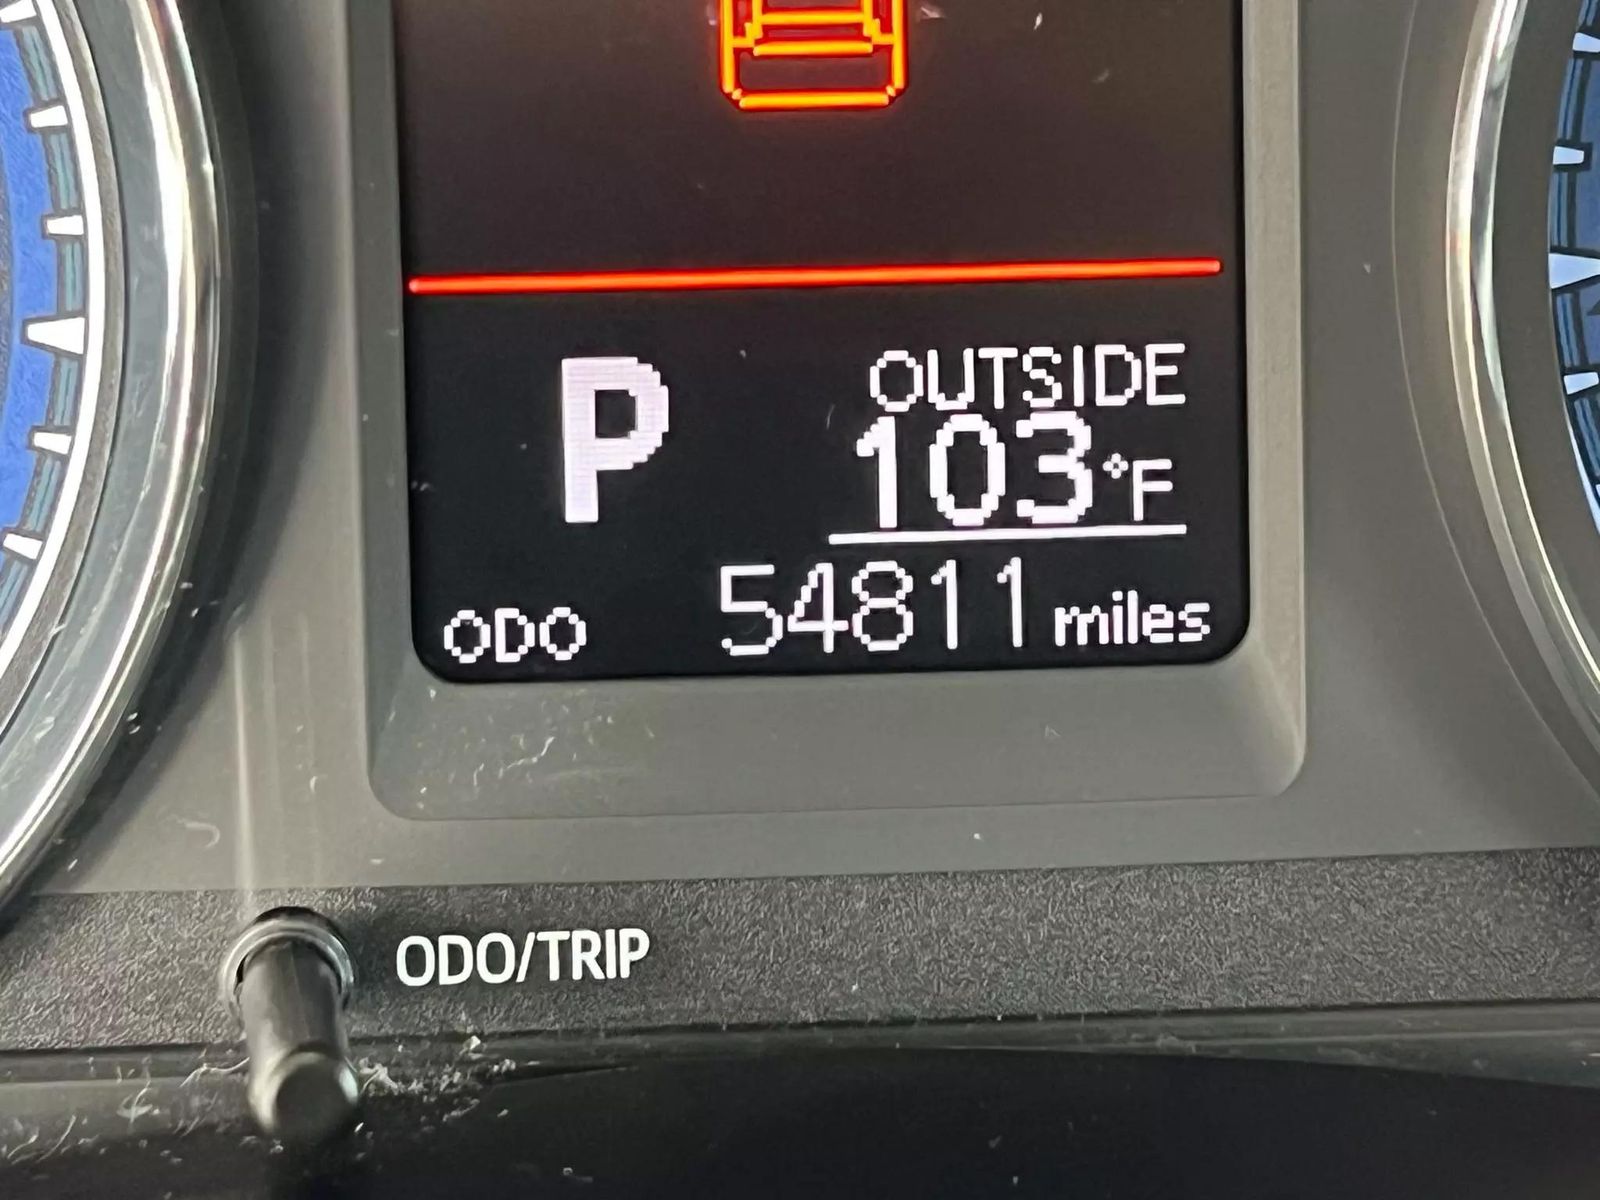 P
OUTSIDE
103°F
ODO 54811 miles
ODO/TRIP